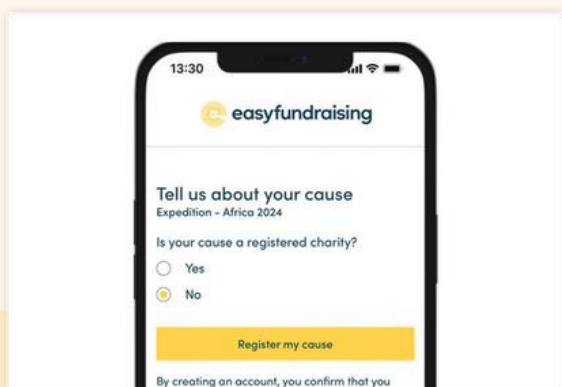 13:30
easyfundraising
Tell us about your cause
Expedition - Africa 2024
Is your cause a registered charity?
Yes
No
Register my cause
By creating an account, you confirm that you